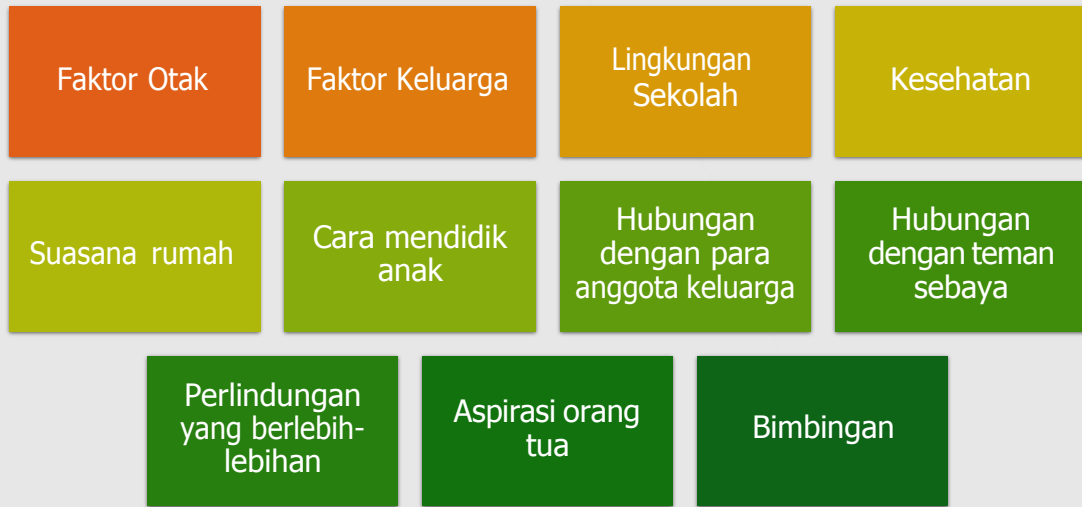 Faktor Otak
Faktor Keluarga
Lingkungan
Sekolah
Kesehatan
Suasana rumah
Cara mendidik
anak
Hubungan
dengan para
anggota keluarga
Hubungan
dengan teman
sebaya
Perlindungan
yang berlebih-
lebihan
Aspirasi orang
tua
Bimbingan